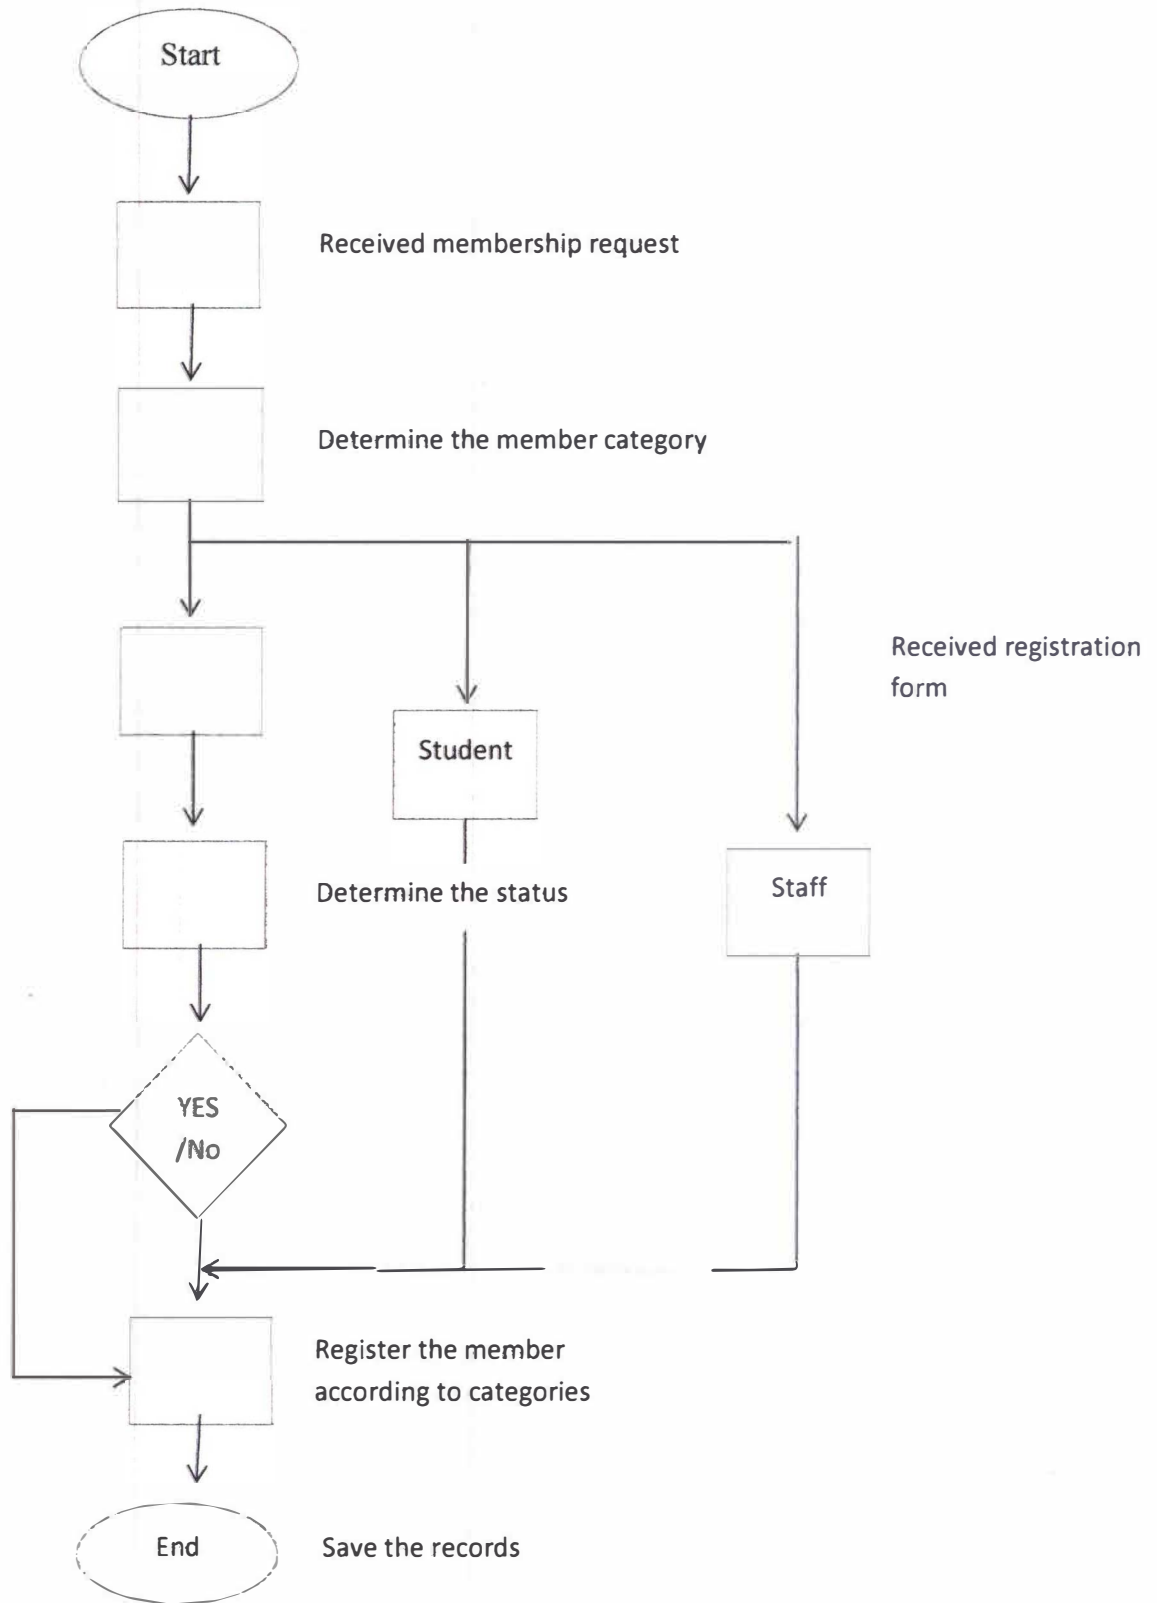 Start
Received membership request
Determine the member category
Received registration
form
Student
Determine the status
Staff
YES
/No
Register the member
according to categories
End
Save the records